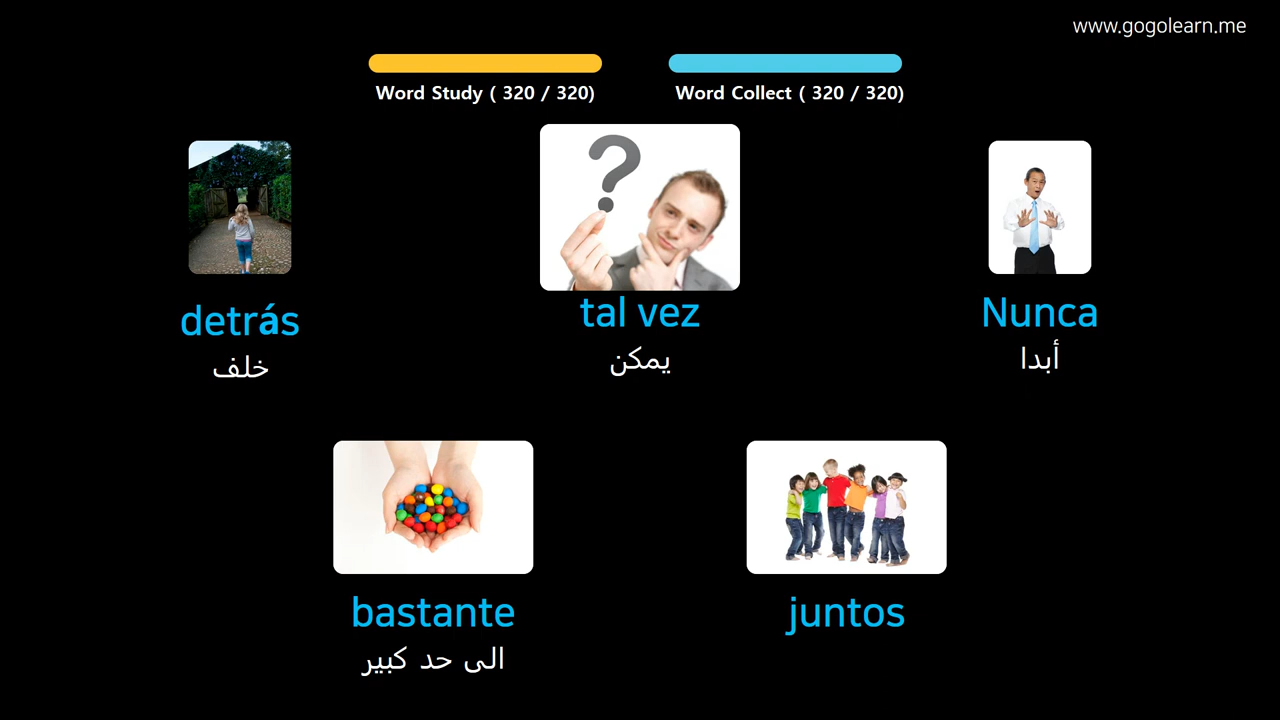 www.gogolearn.me
Word Study ( 320 / 320)
Word Collect ( 320 / 320)
detrás
خلف
tal vez
يمكن
Nunca
أبدا
bastante
الى حد كبير
juntos